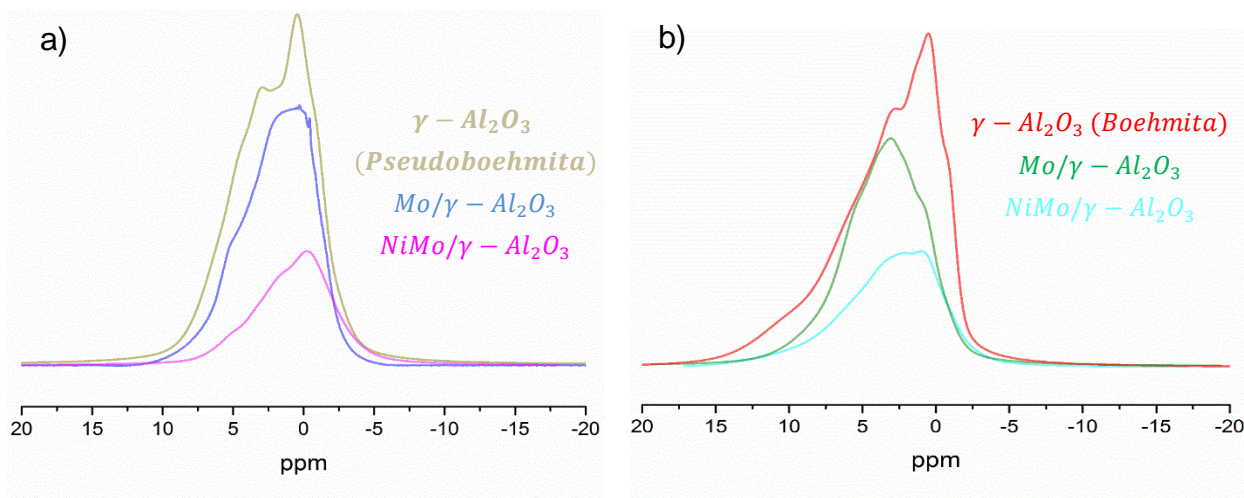 a)
γ − Al₂O₃
(Pseudoboehmita)
Mo/γ − Al₂O₃
NiMo/γ − Al₂O₃
20 15 10 5 0 -5 -10 -15 -20
ppm
b)
γ − Al₂O₃ (Boehmita)
Mo/γ − Al₂O₃
NiMo/γ − Al₂O₃
20 15 10 5 0 -5 -10 -15 -20
ppm